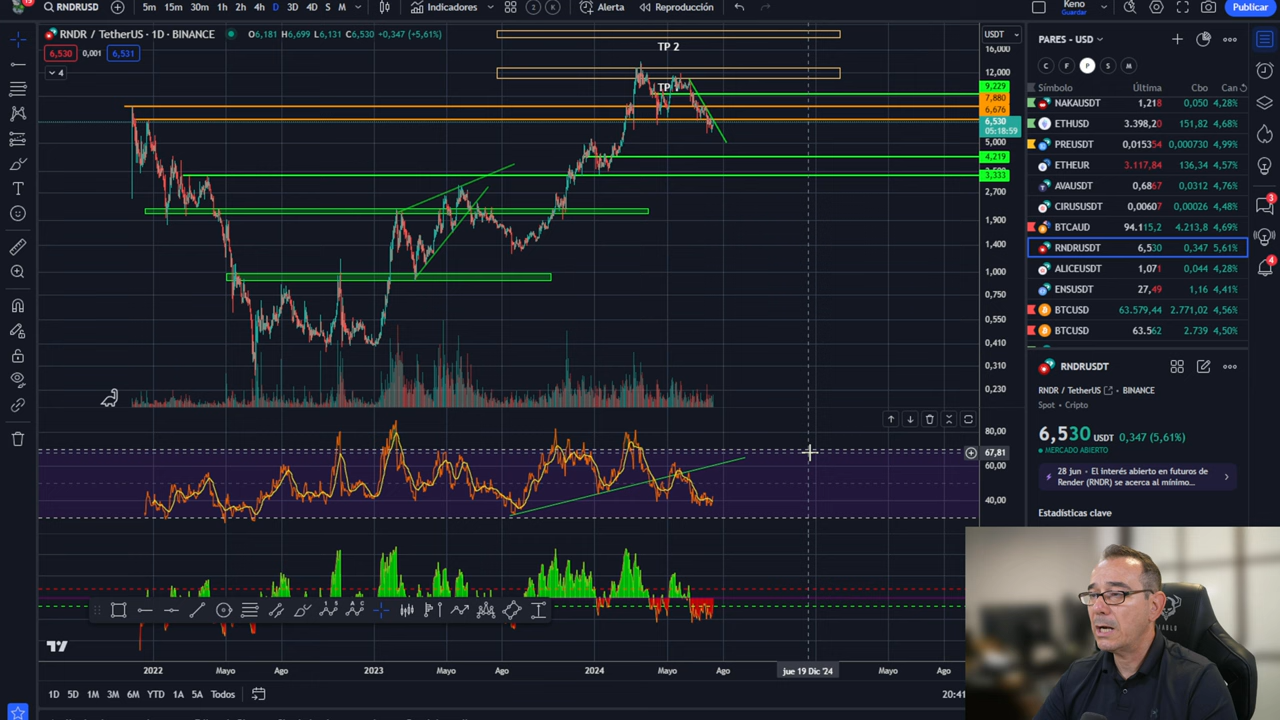 RNDRUSD
5m 15m 30m 1h 2h 4h D 3D 4D S M
Indicadores
Alerta
Reproducción
Keno
Guardar
Publicar
RNDR / TetherUS · 1D · BINANCE
O6,181 H6,699 L6,131 C6,530 +0,347 (+5,61%)
6,530 0,001 6,531
4
USDT
TP 2
TP
16,000
12,000
9,229
7,880
6,676
6,530
05:18:59
5,000
4,219
3,333
2,700
1,900
1,400
1,000
0,750
0,550
0,410
0,310
0,230
80,00
67,81
60,00
40,00
2022 Mayo Ago 2023 Mayo Ago 2024 Mayo Ago jue 19 Dic '24 Mayo Ago
1D 5D 1M 3M 6M YTD 1A 5A Todos
20:41
PARES - USD
C F P S M
Símbolo Última Cbo Can
NAKAUSDT 1,218 0,050 4,28%
ETHUSD 3.398,20 151,82 4,68%
PREUSDT 0,015354 0,000730 4,99%
ETHEUR 3.117,84 136,34 4,57%
AVAUSDT 0,6867 0,0312 4,76%
CIRUSUSDT 0,00607 0,00026 4,48%
BTCAUD 94.115,2 4.213,8 4,69%
RNDRUSDT 6,530 0,347 5,61%
ALICEUSDT 1,071 0,044 4,28%
ENSUSDT 27,49 1,16 4,41%
BTCUSD 63.579,44 2.771,02 4,56%
BTCUSD 63.562 2.739 4,50%
RNDRUSDT
RNDR / TetherUS · BINANCE
Spot • Cripto
6,530 USDT 0,347 (5,61%)
MERCADO ABIERTO
28 jun • El interés abierto en futuros de
Render (RNDR) se acerca al mínimo...
Estadísticas clave
3
4